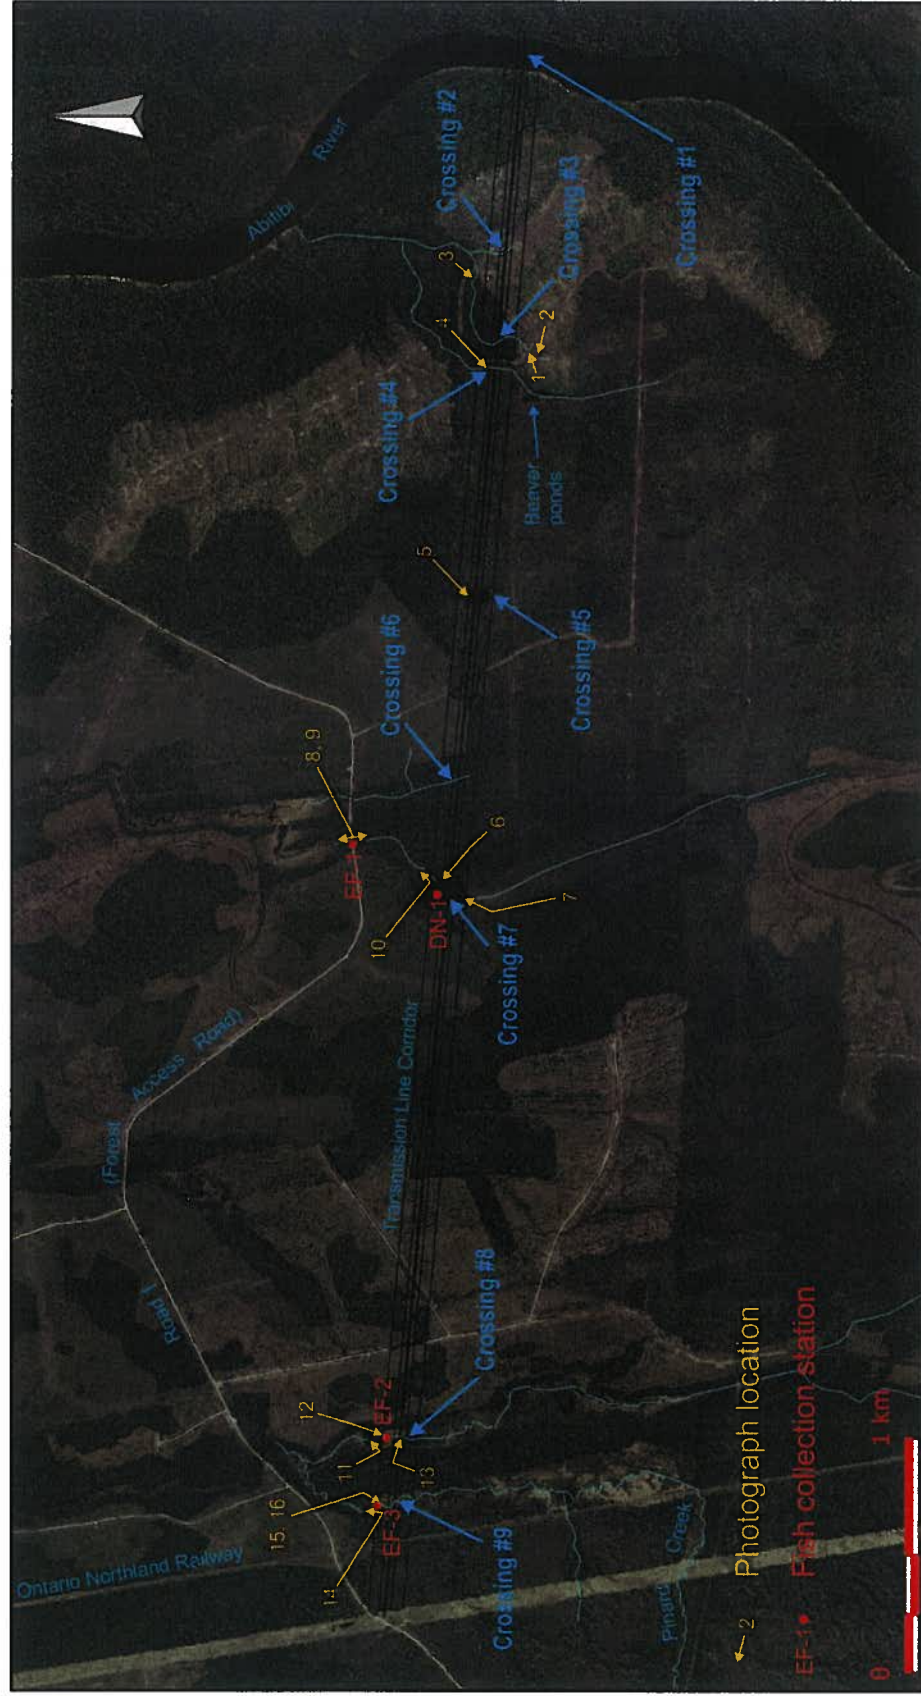 Ontario Northland Railway
Road 1
(Forest
Access Road)
Abitibi
River
Transmission Line Corridor
Pinard Creek
Beaver
ponds
Crossing #1
Crossing #2
Crossing #3
Crossing #4
Crossing #5
Crossing #6
Crossing #7
Crossing #8
Crossing #9
EF-1
DN-1
EF-2
EF-3
1
2
3
4
5
6
7
8, 9
10
11
12
13
14
15, 16
2 Photograph location
EF-1 Fish collection station
0 1 km